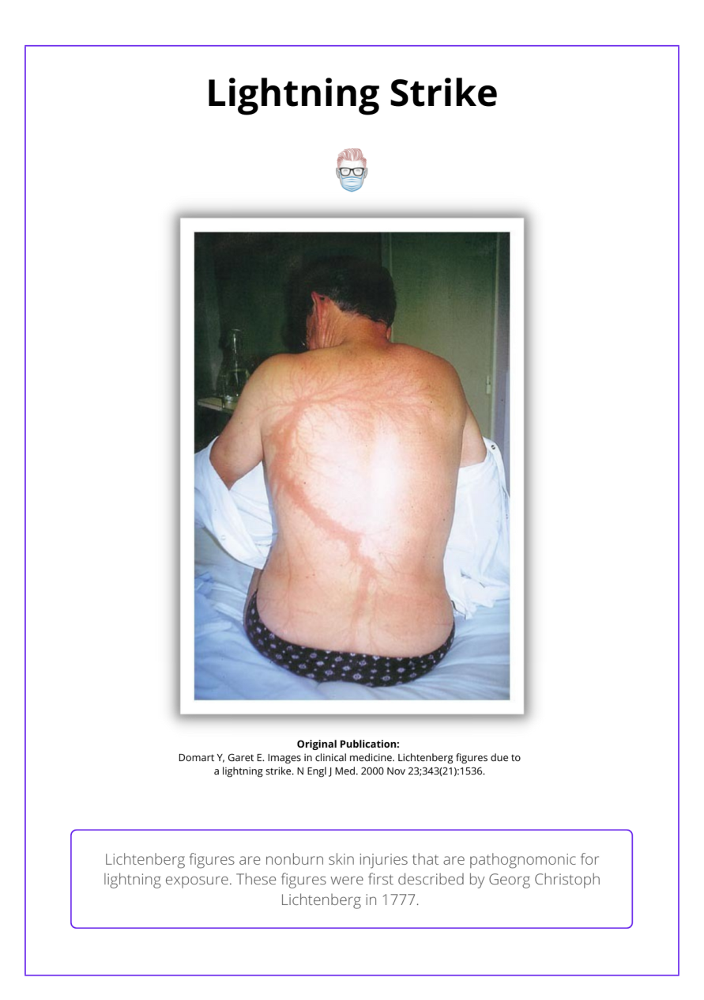 Lightning Strike
Original Publication:
Domart Y, Garet E. Images in clinical medicine. Lichtenberg figures due to
a lightning strike. N Engl J Med. 2000 Nov 23;343(21):1536.
Lichtenberg figures are nonburn skin injuries that are pathognomonic for
lightning exposure. These figures were first described by Georg Christoph
Lichtenberg in 1777.